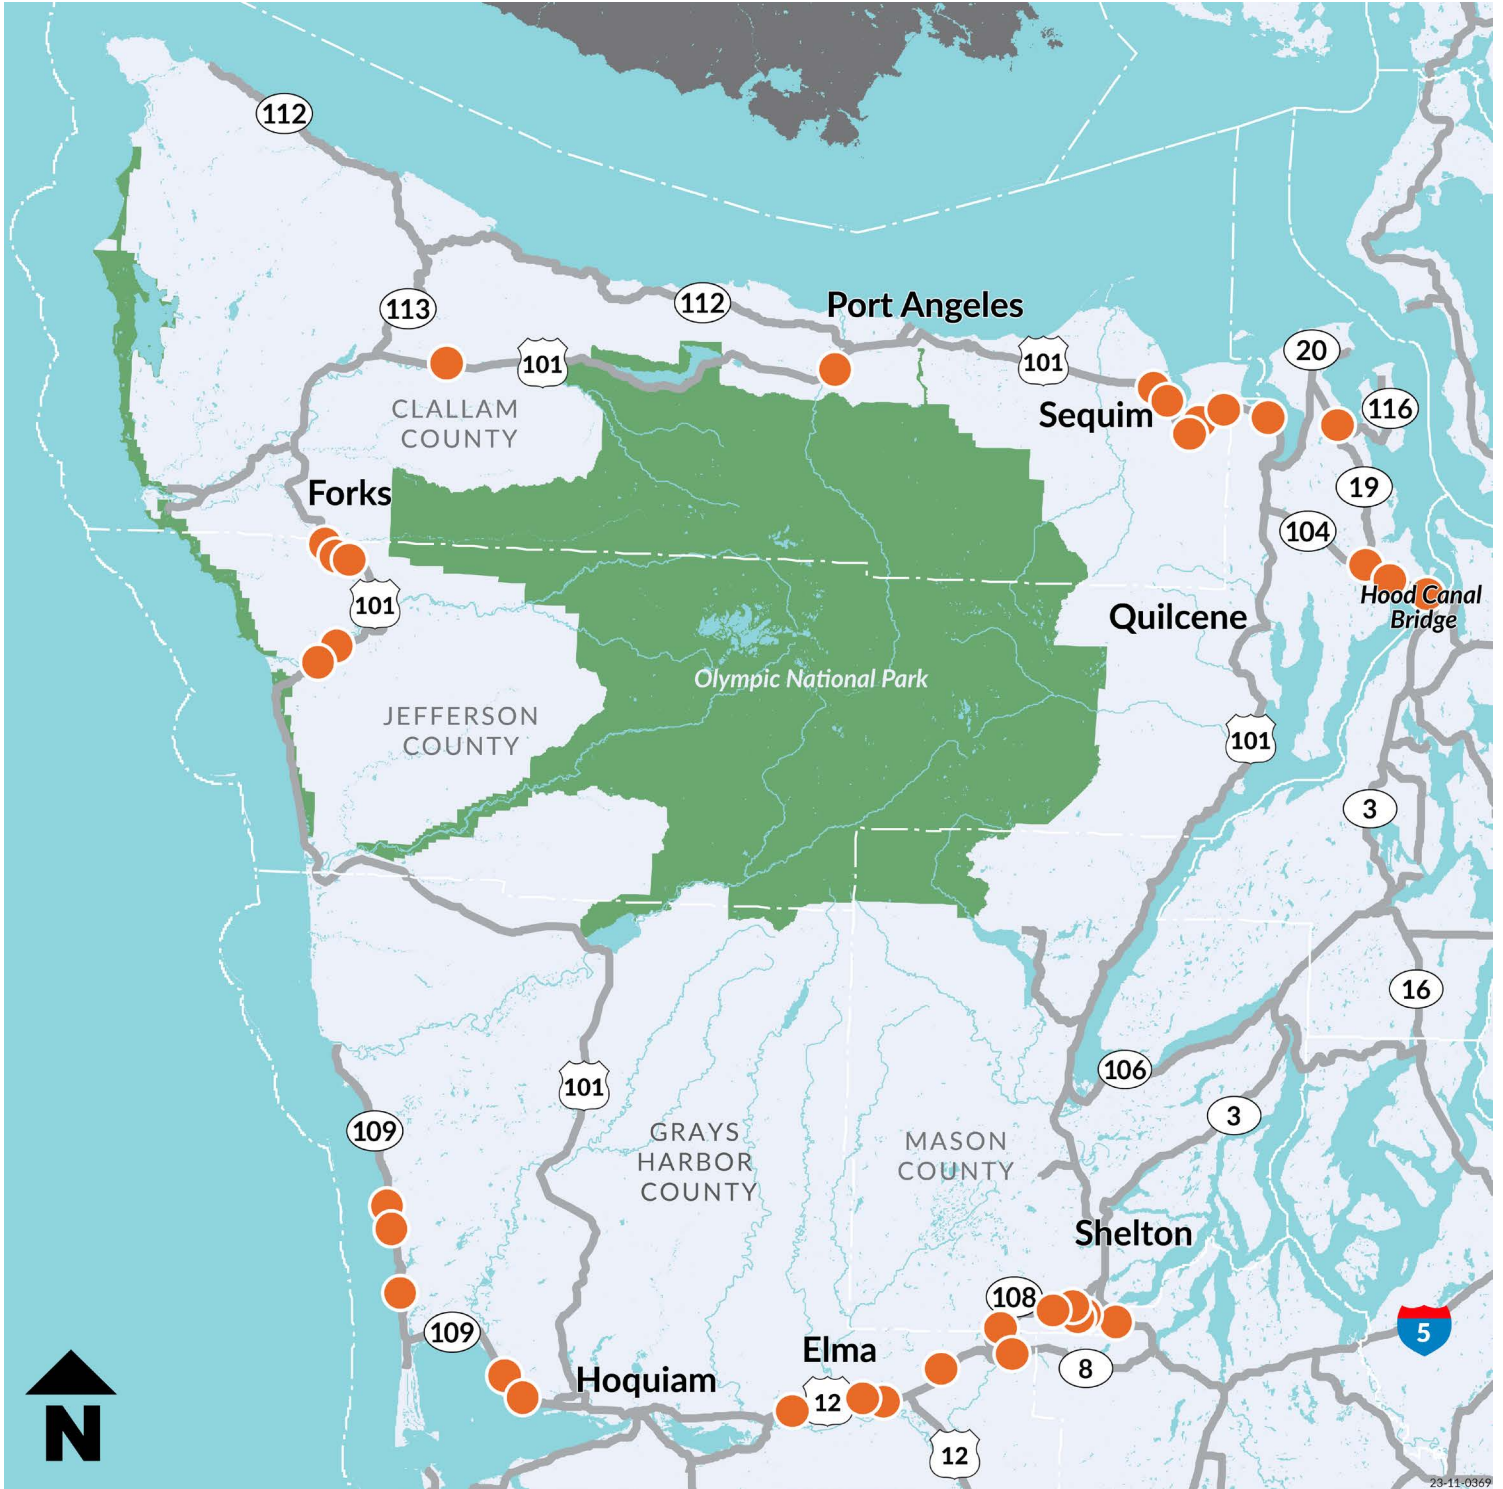 112
113
112
Port Angeles
101
101
20
CLALLAM
COUNTY
Sequim
116
Forks
19
104
101
Hood Canal
Bridge
Quilcene
Olympic National Park
JEFFERSON
COUNTY
101
3
16
101
106
109
3
GRAYS
HARBOR
COUNTY
MASON
COUNTY
Shelton
108
109
Elma
5
8
Hoquiam
12
12
N
23-11-0369